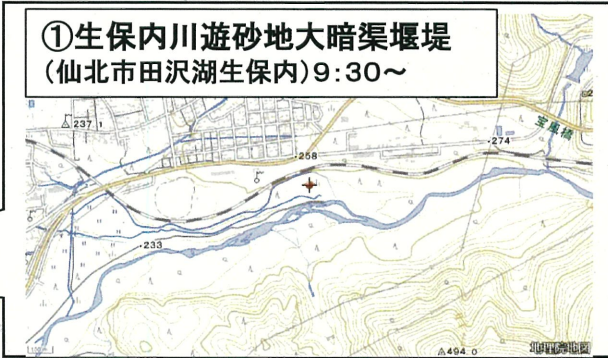 ①生保内川遊砂地大暗渠堰堤
(仙北市田沢湖生保内)9:30～
237.1
宝風橋
274
258
233
494.0
地理院地図